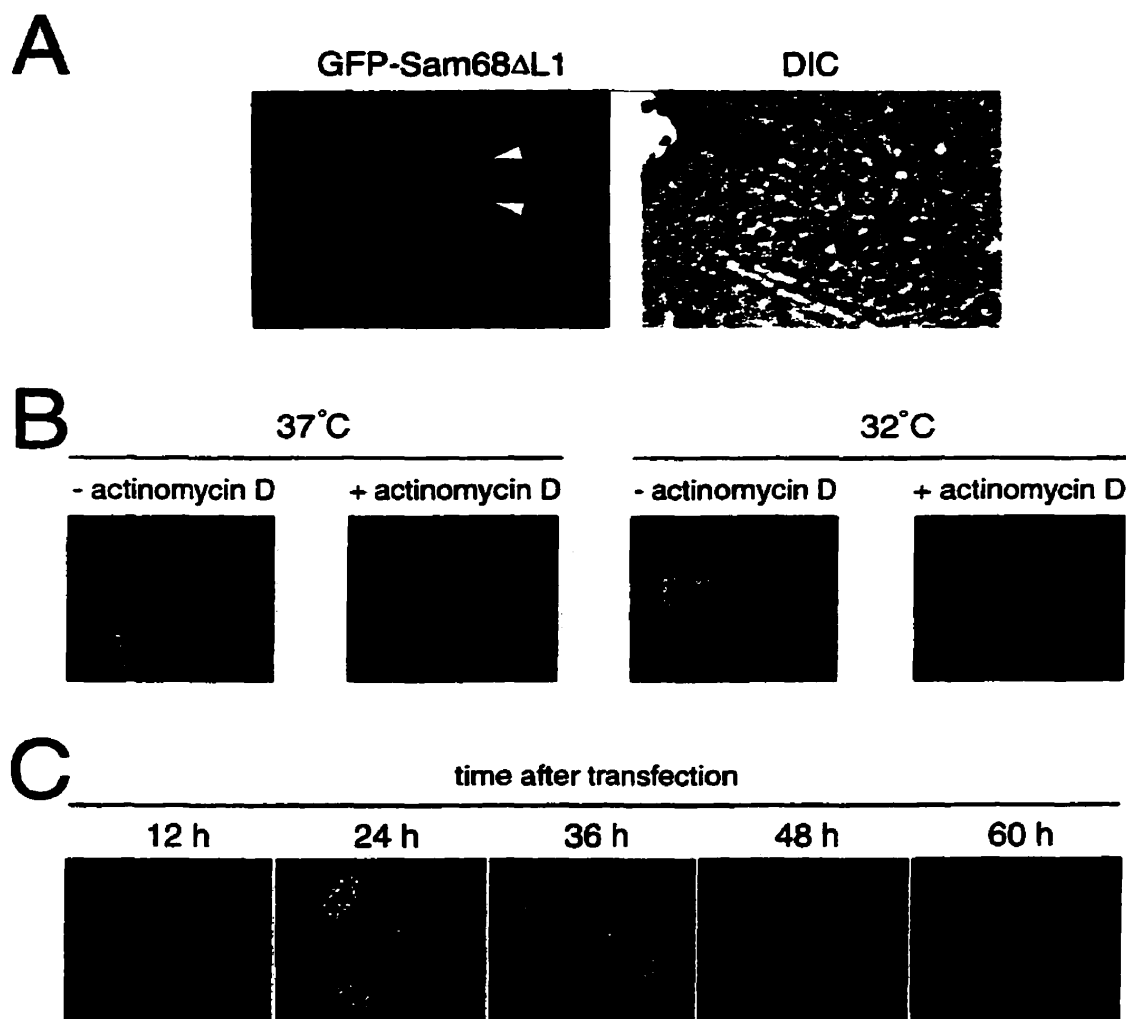 A
GFP-Sam68ΔL1 DIC
B
37°C 32°C
- actinomycin D + actinomycin D - actinomycin D + actinomycin D
C
time after transfection
12 h 24 h 36 h 48 h 60 h